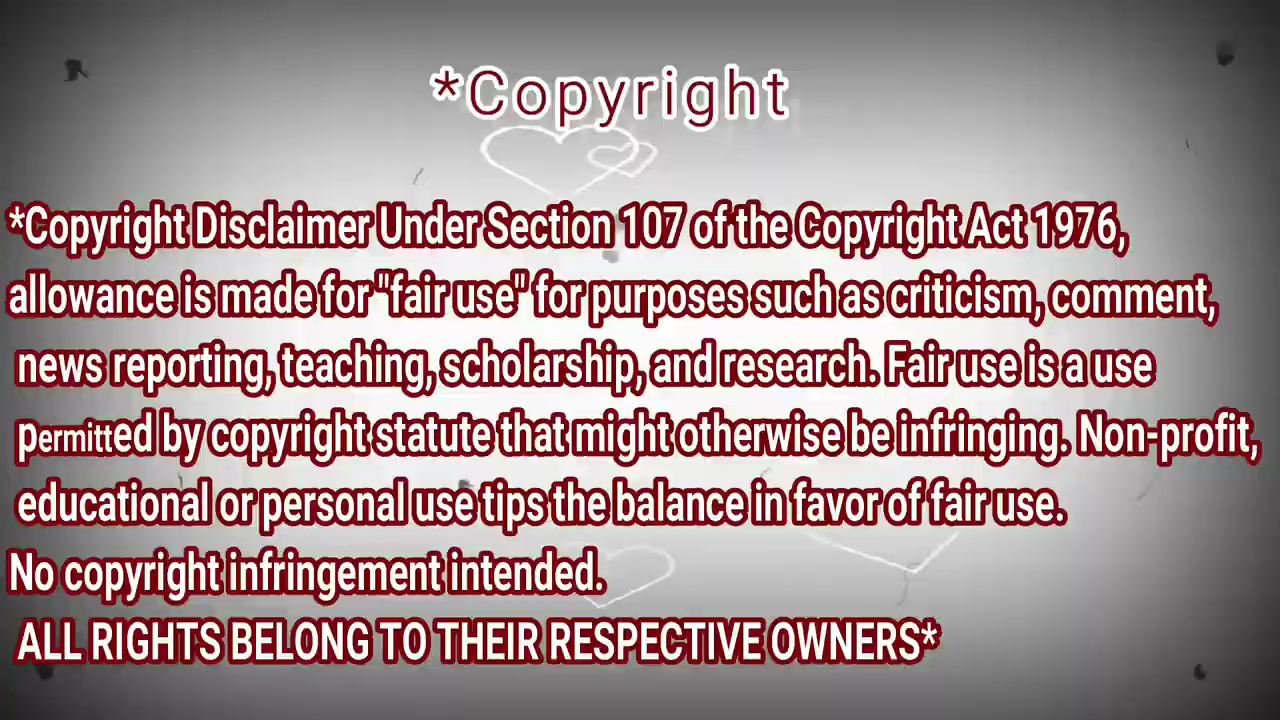 *Copyright
*Copyright Disclaimer Under Section 107 of the Copyright Act 1976,
allowance is made for "fair use" for purposes such as criticism, comment,
news reporting, teaching, scholarship, and research. Fair use is a use
permitted by copyright statute that might otherwise be infringing. Non-profit,
educational or personal use tips the balance in favor of fair use.
No copyright infringement intended.
ALL RIGHTS BELONG TO THEIR RESPECTIVE OWNERS*